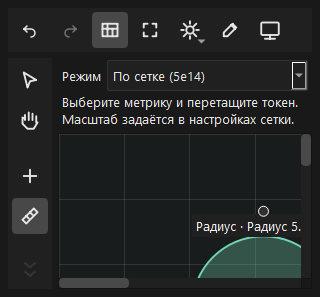 Режим
По сетке (5e14)
Выберите метрику и перетащите токен.
Масштаб задаётся в настройках сетки.
Радиус · Радиус 5.